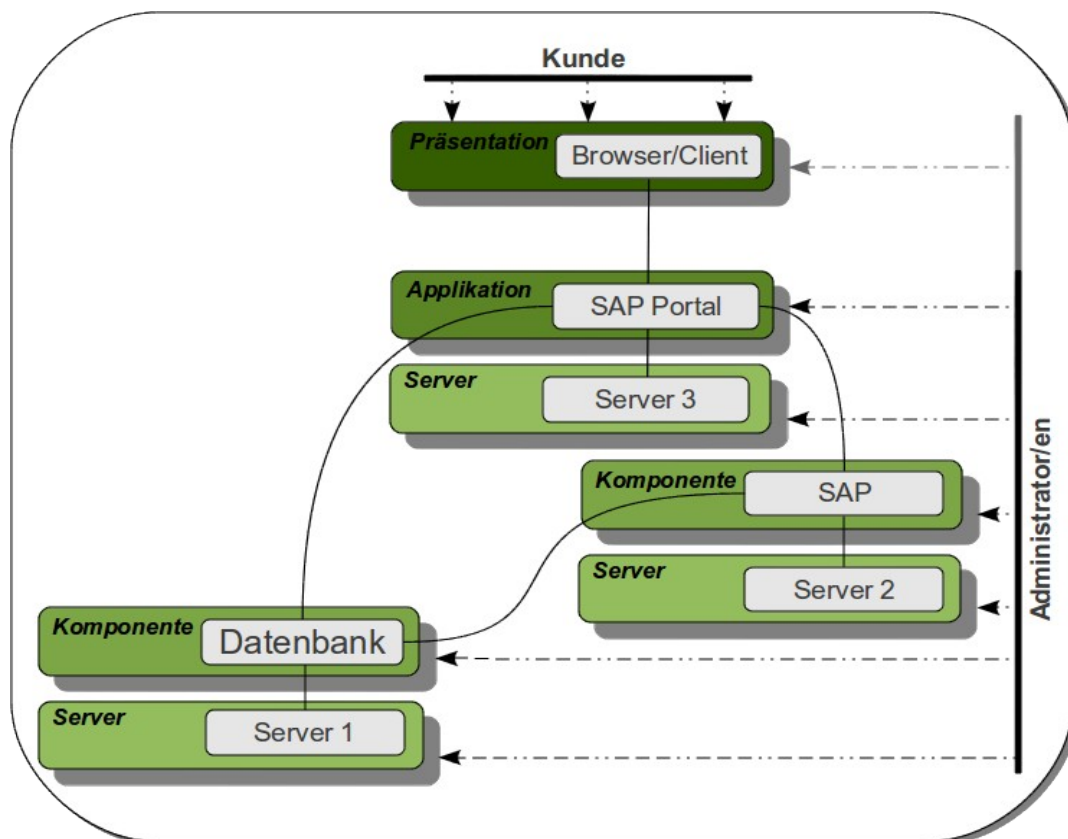 Kunde
Präsentation
Browser/Client
Applikation
SAP Portal
Server
Server 3
Komponente
SAP
Server
Server 2
Komponente
Datenbank
Server
Server 1
Administrator/en